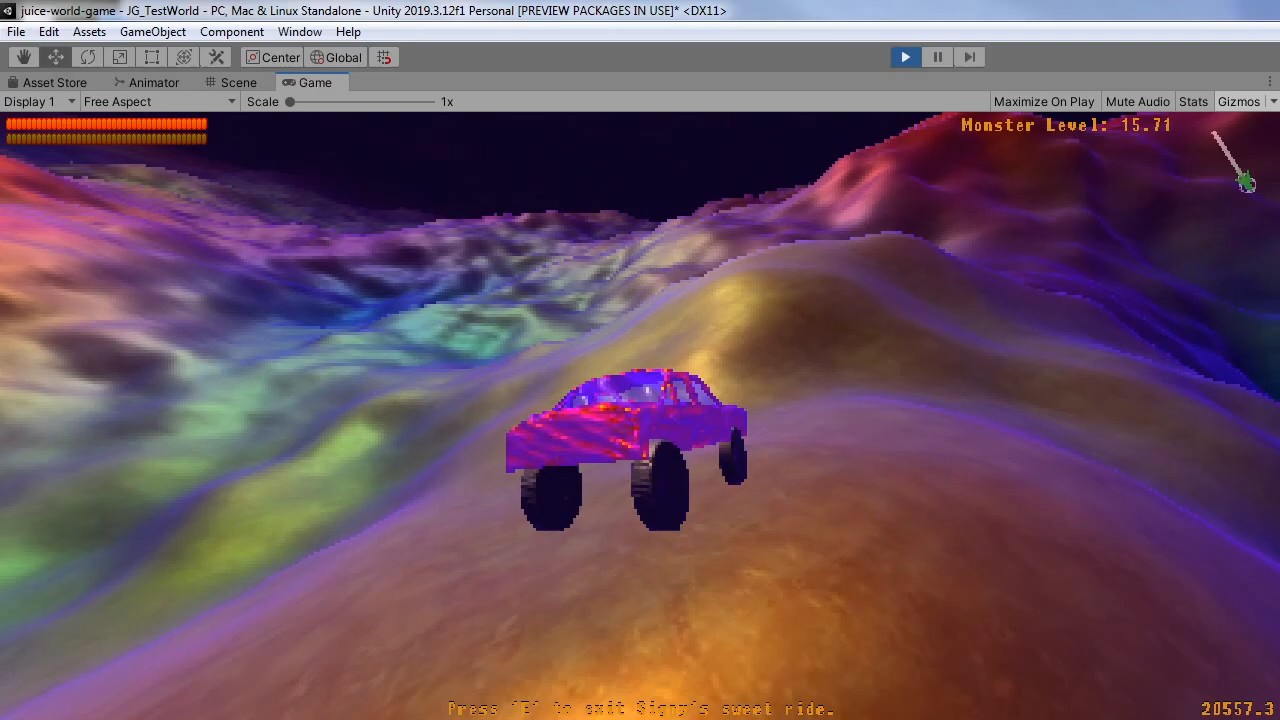 juice-world-game - JG_TestWorld - PC, Mac & Linux Standalone - Unity 2019.3.12f1 Personal [PREVIEW PACKAGES IN USE]* <DX11>
File Edit Assets GameObject Component Window Help
Center Global
Asset Store Animator Scene Game
Display 1 Free Aspect Scale 1x Maximize On Play Mute Audio Stats Gizmos
Monster Level: 15.71
Press 'E' to exit Signy's sweet ride.
20557.3